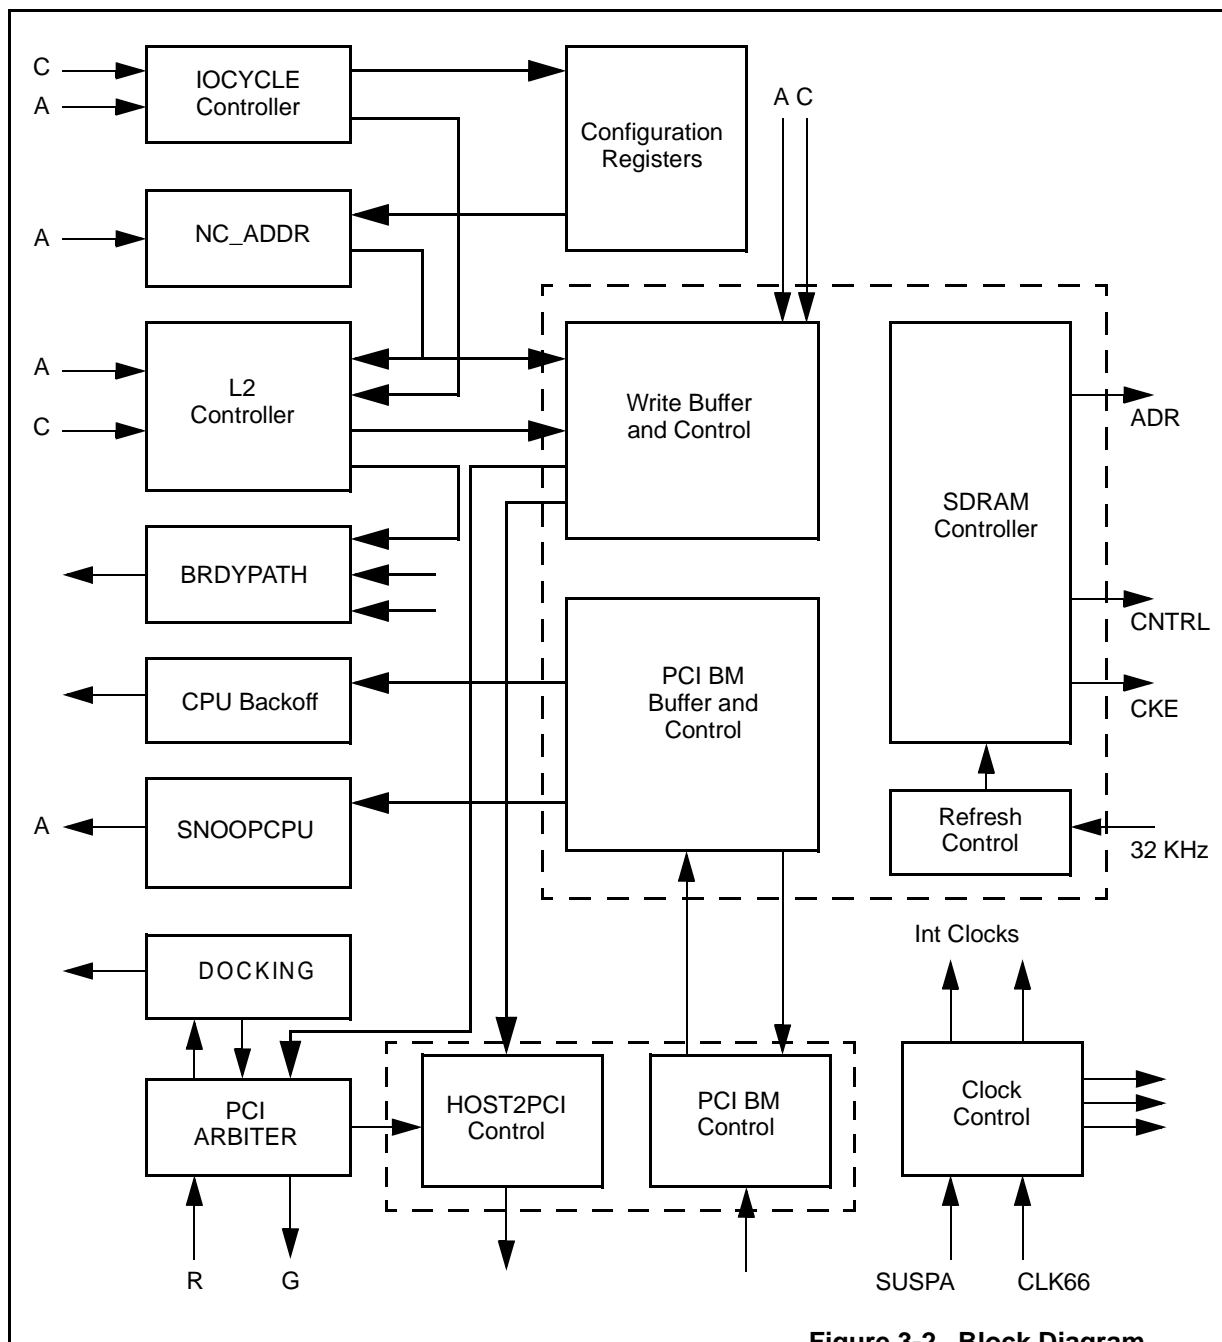 C
IOCYCLE
Controller
A
A C
Configuration
Registers
A
NC_ADDR
A
L2
Controller
C
Write Buffer
and Control
ADR
SDRAM
Controller
BRDYPATH
CNTRL
CPU Backoff
PCI BM
Buffer and
Control
CKE
A
SNOOPCPU
Refresh
Control
32 KHz
Int Clocks
DOCKING
PCI
ARBITER
HOST2PCI
Control
PCI BM
Control
Clock
Control
R
G
SUSPA
CLK66
Figure 3-2 Block Diagram